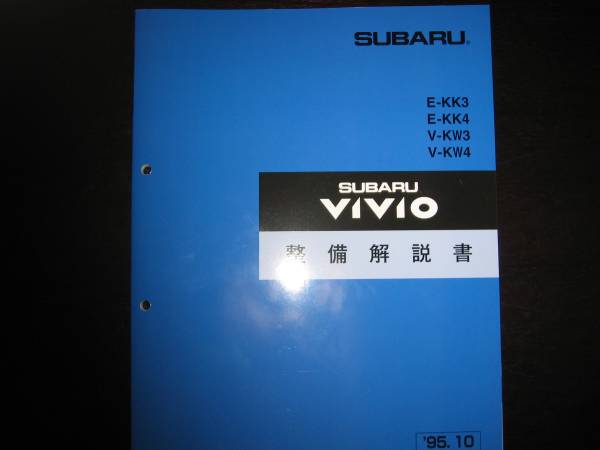 SUBARU®
E-KK3
E-KK4
V-KW3
V-KW4
SUBARU
VIVIO
整備解説書
'95.10